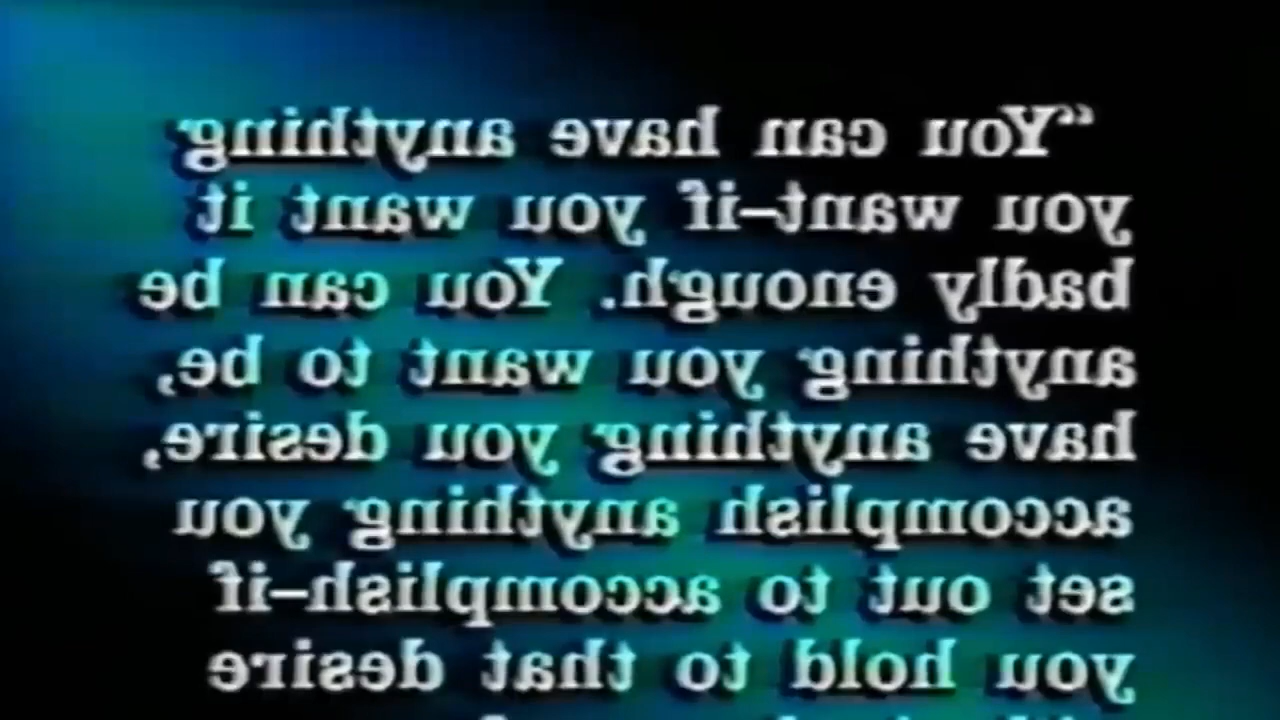 “You can have anything
you want–if you want it
badly enough. You can be
anything you want to be,
have anything you desire,
accomplish anything you
set out to accomplish–if
you hold to that desire